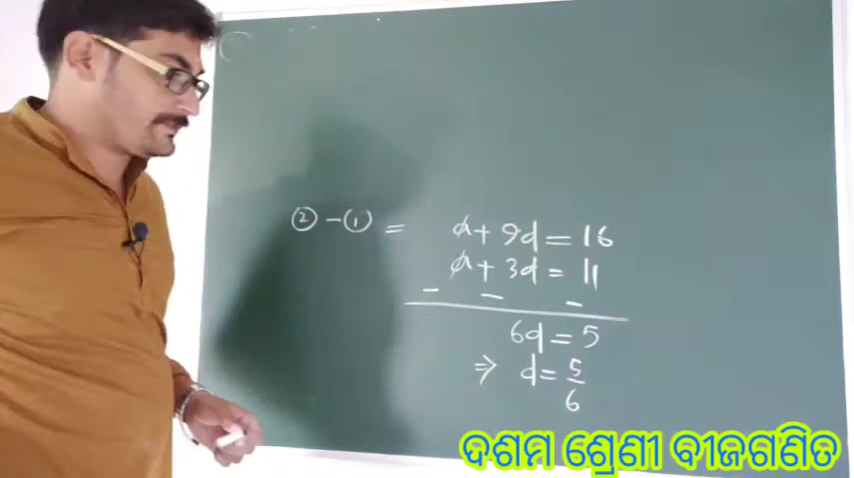 ② - ① = a + 9d = 16
a + 3d = 11
- - -
6d = 5
⇒ d = 5/6
ଦଶମ ଶ୍ରେଣୀ ବୀଜଗଣିତ